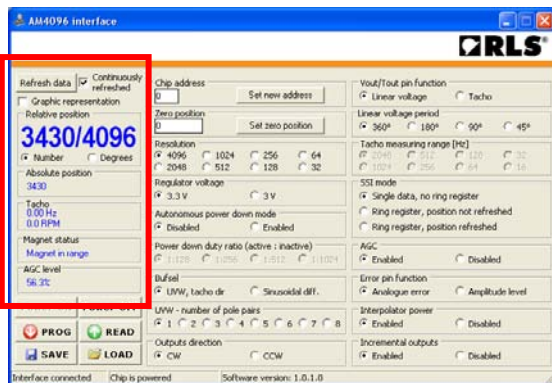 AM4096 interface
RLS
Refresh data
Continuously refreshed
Graphic representation
Relative position
3430/4096
Number Degrees
Absolute position
3430
Tacho
0.00 Hz
0.0 RPM
Magnet status
Magnet in range
AGC level
56.3%
PROG READ
SAVE LOAD
Chip address
0 Set new address
Zero position
0 Set zero position
Resolution
4096 1024 256 64
2048 512 128 32
Regulator voltage
3.3 V 3 V
Autonomous power down mode
Disabled Enabled
Power down duty ratio (active : inactive)
1:128 1:256 1:512 1:1024
Bufsel
UVW, tacho dir Sinusoidal diff.
UVW - number of pole pairs
1 2 3 4 5 6 7 8
Outputs direction
CW CCW
Vout/Tout pin function
Linear voltage Tacho
Linear voltage period
360° 180° 90° 45°
Tacho measuring range [Hz]
2048 512 128 32
1024 256 64 16
SSI mode
Single data, no ring register
Ring register, position not refreshed
Ring register, position refreshed
AGC
Enabled Disabled
Error pin function
Analogue error Amplitude level
Interpolator power
Enabled Disabled
Incremental outputs
Enabled Disabled
Interface connected Chip is powered Software version: 1.0.1.0